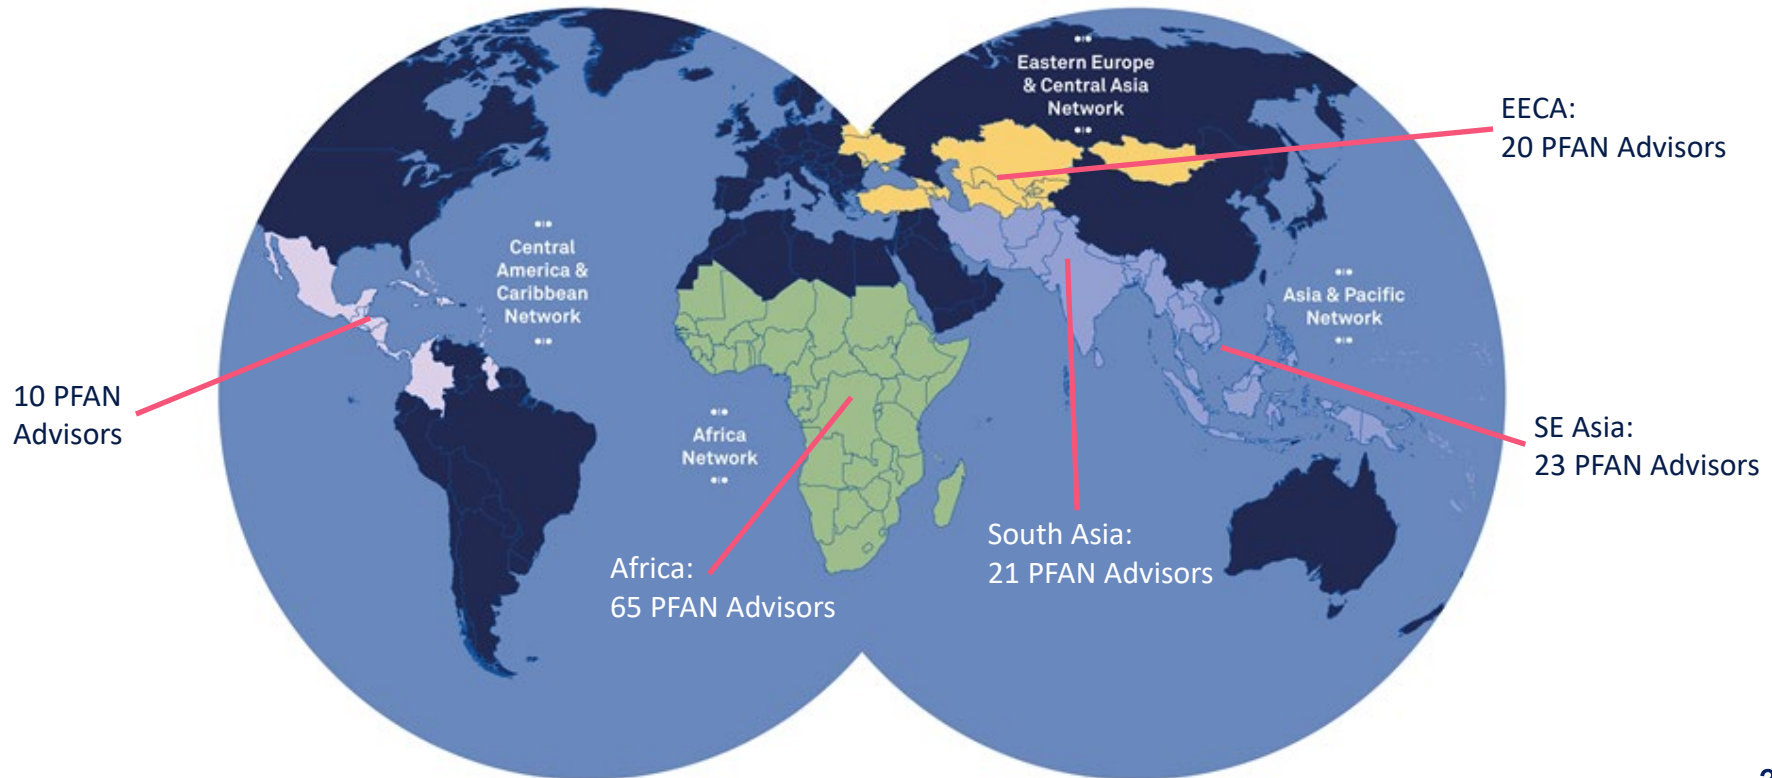 Eastern Europe
& Central Asia
Network
EECA:
20 PFAN Advisors
Central
America &
Caribbean
Network
Asia & Pacific
Network
10 PFAN
Advisors
Africa
Network
SE Asia:
23 PFAN Advisors
South Asia:
21 PFAN Advisors
Africa:
65 PFAN Advisors